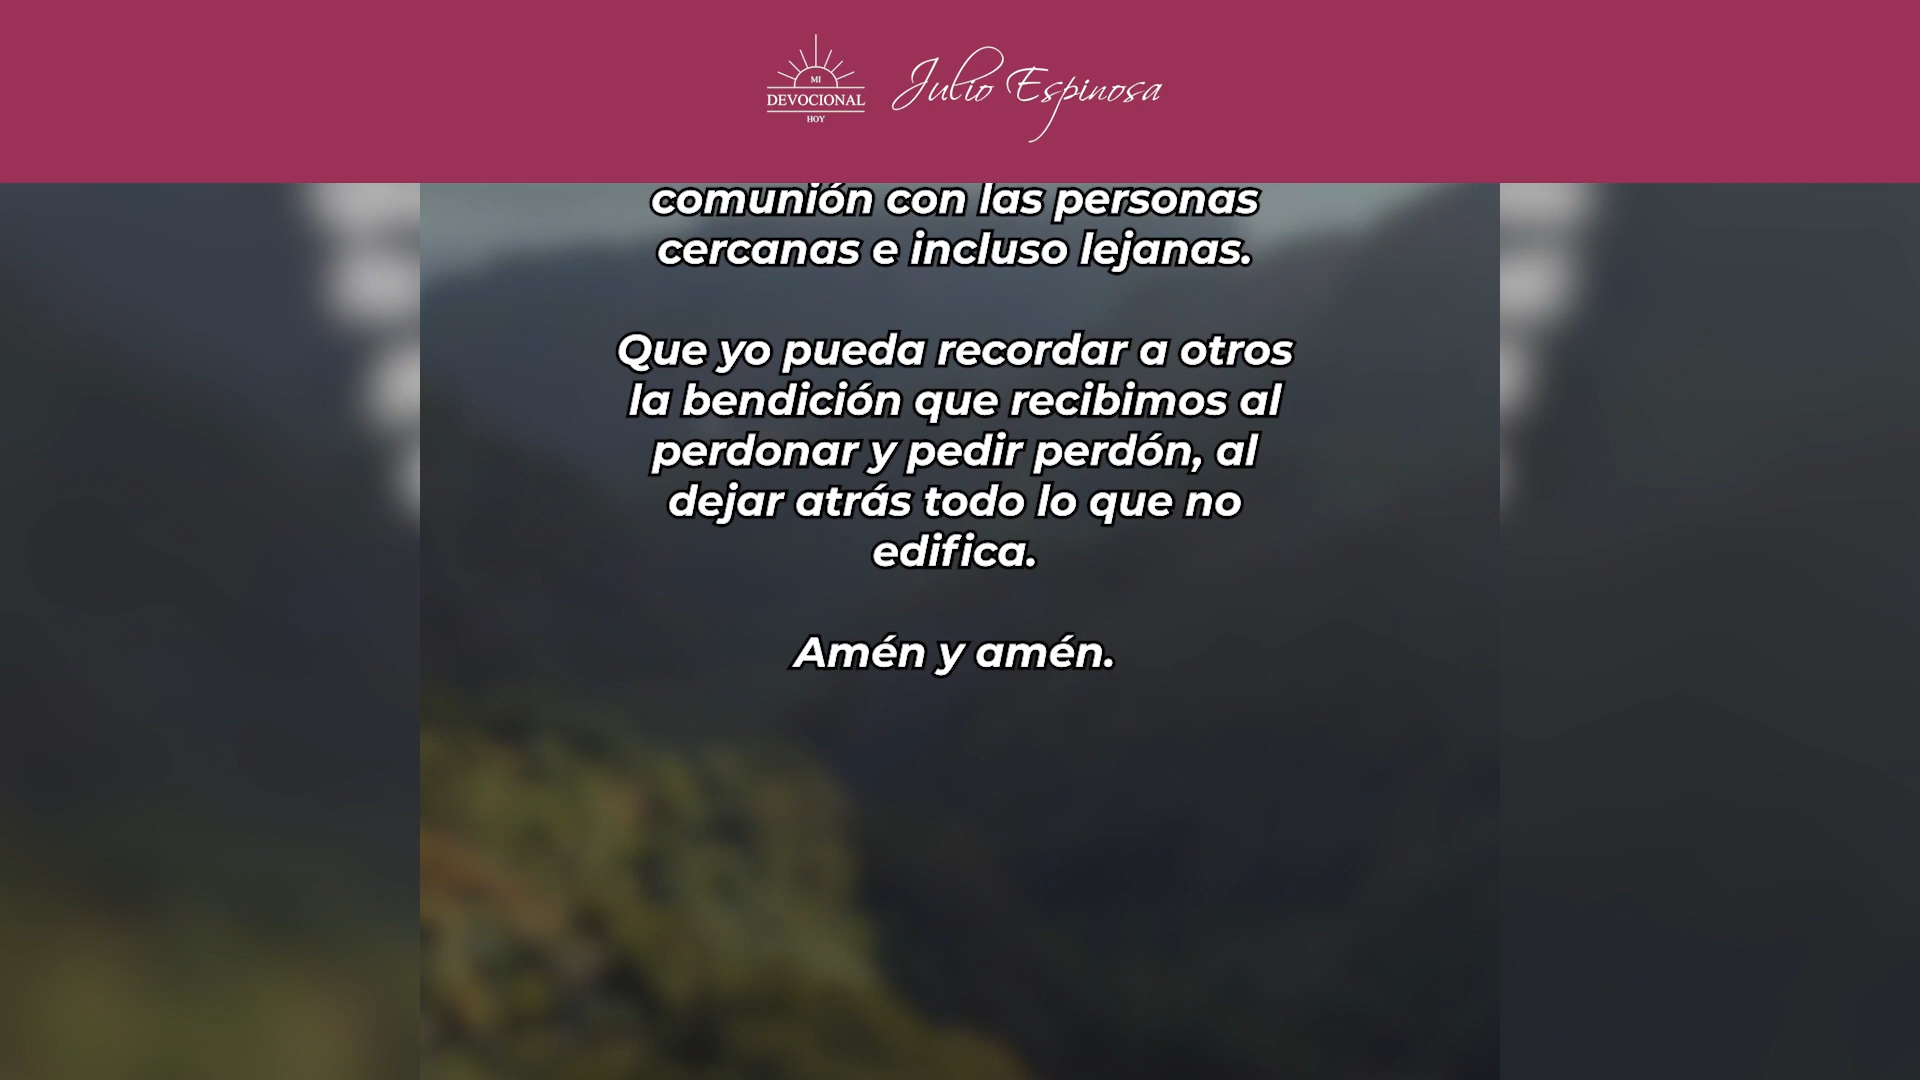 MI
DEVOCIONAL
HOY
Julio Espinosa
comunión con las personas
cercanas e incluso lejanas.
Que yo pueda recordar a otros
la bendición que recibimos al
perdonar y pedir perdón, al
dejar atrás todo lo que no
edifica.
Amén y amén.